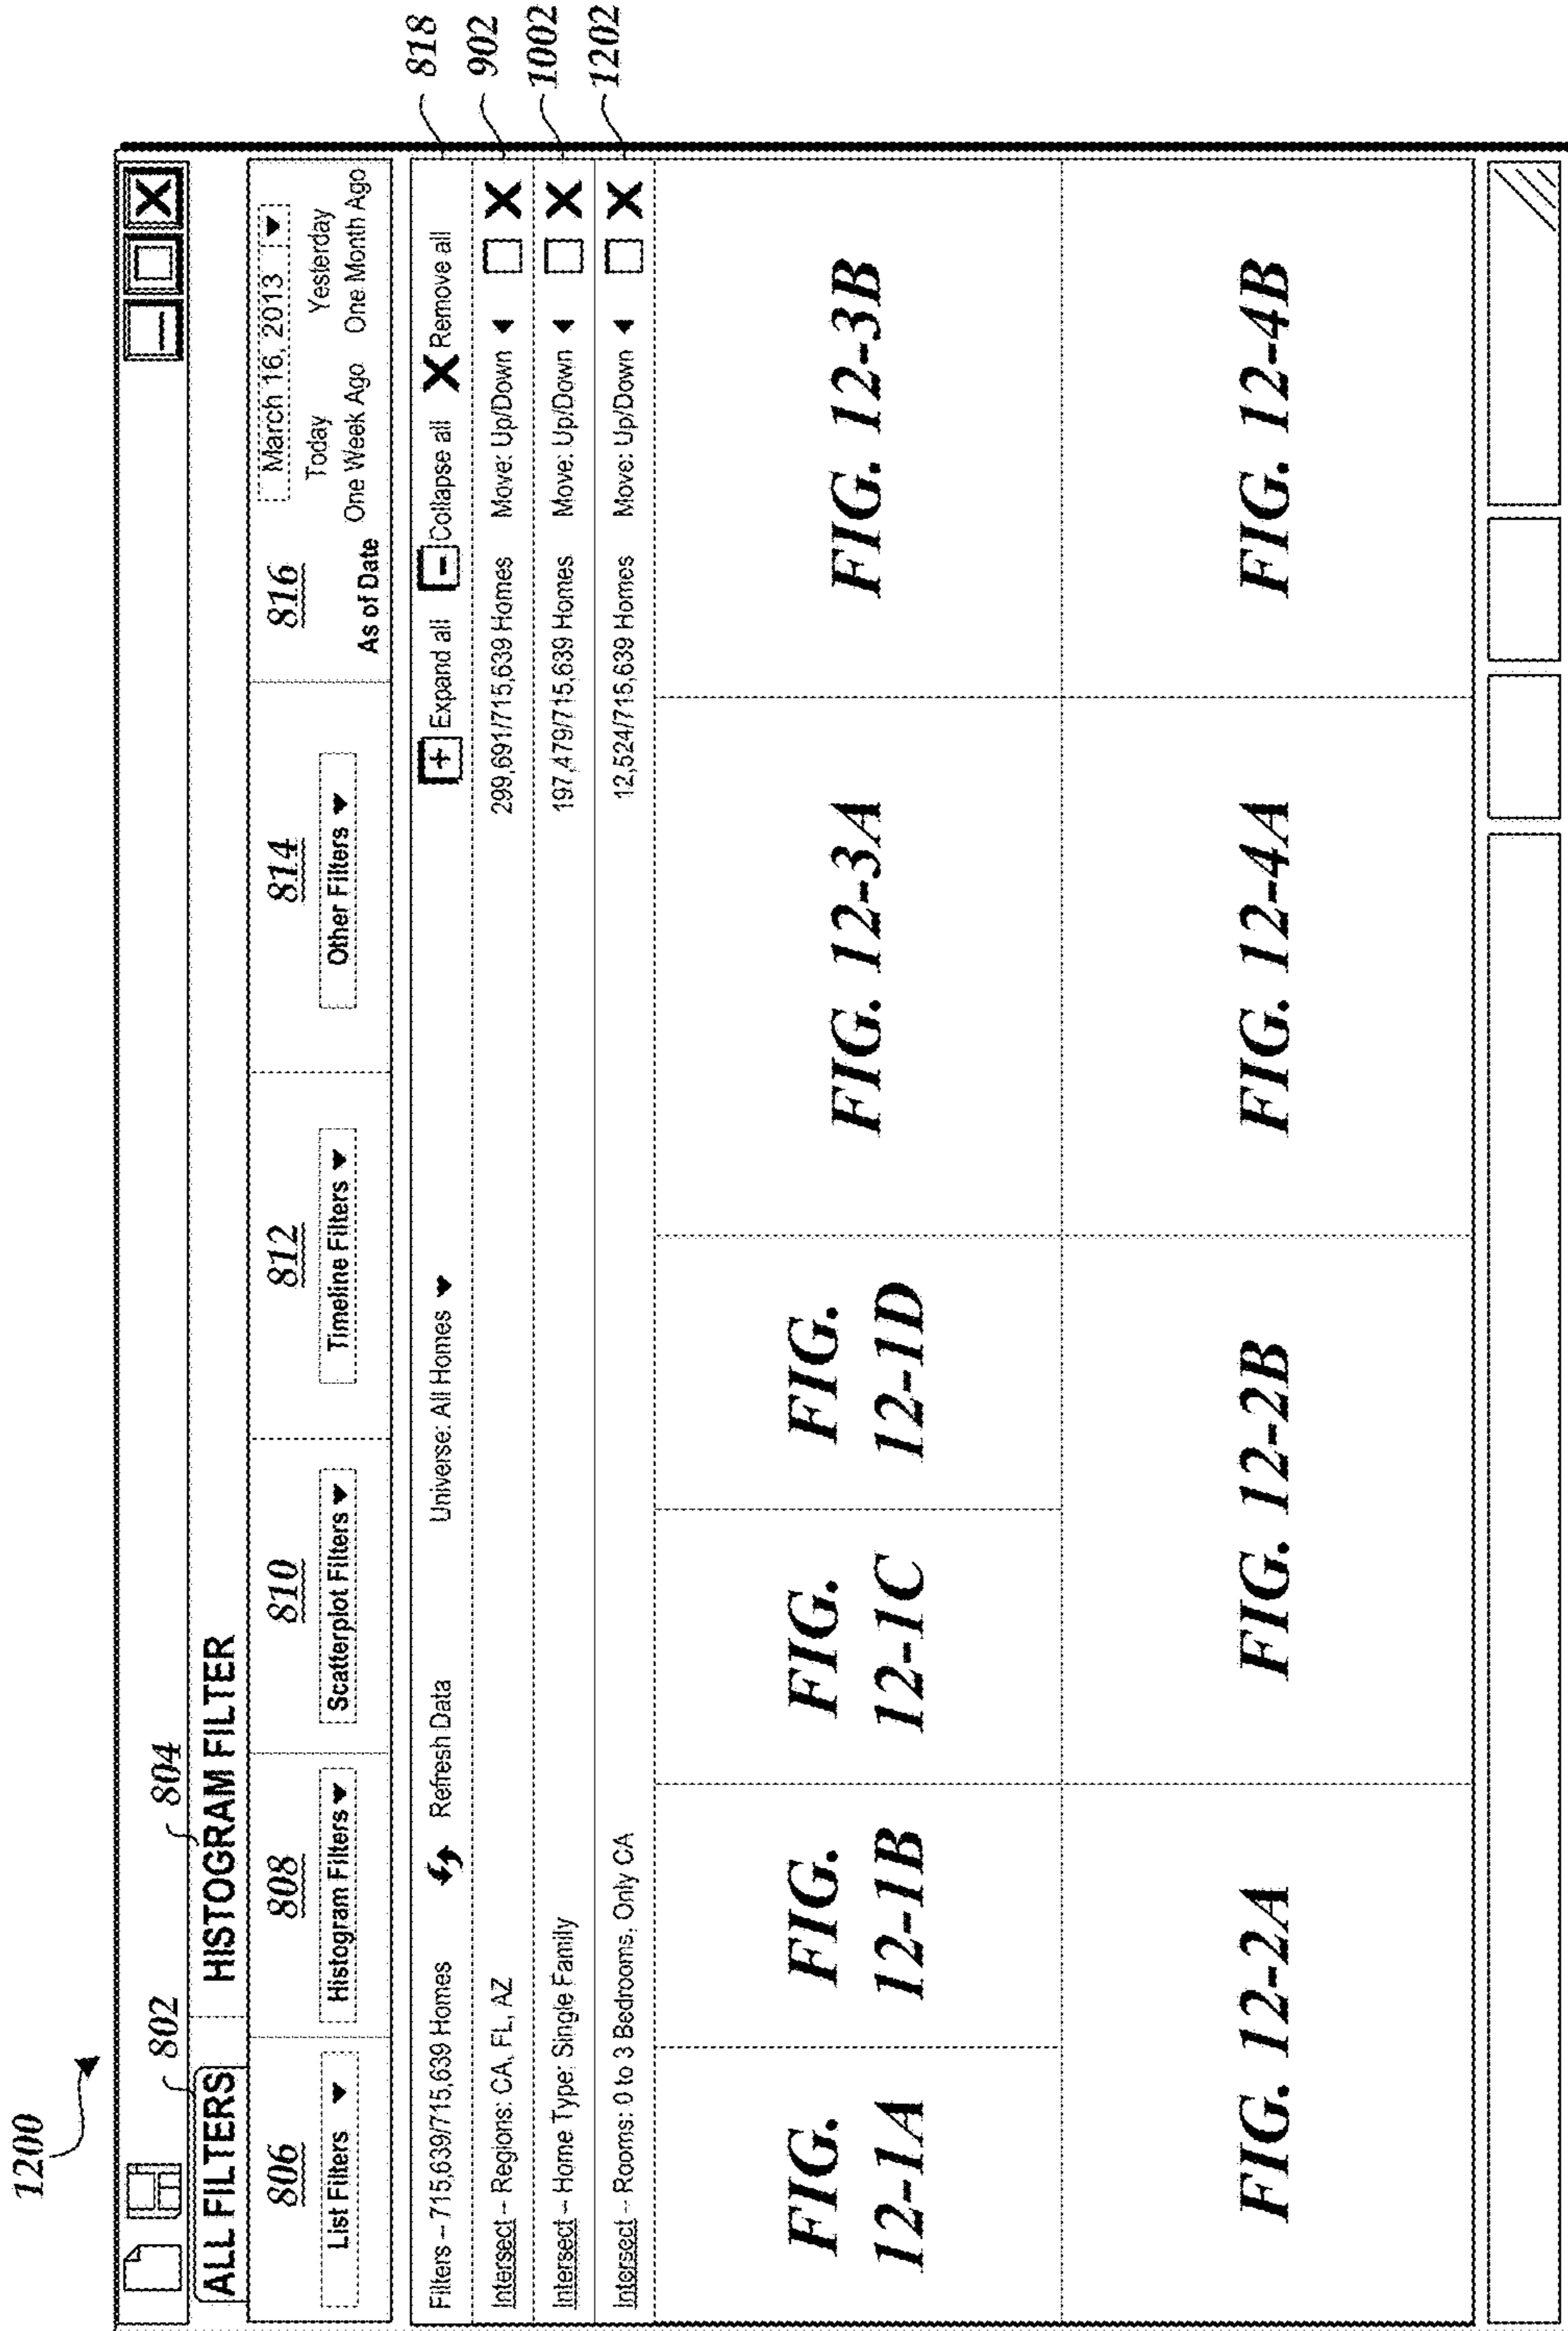 1200
802
804
ALL FILTERS
HISTOGRAM FILTER
806
808
810
812
814
816
List Filters
Histogram Filters
Scatterplot Filters
Timeline Filters
Other Filters
As of Date
March 16, 2013
Today Yesterday
One Week Ago One Month Ago
Filters – 715,639/715,639 Homes Refresh Data Universe: All Homes + Expand all - Collapse all X Remove all 818
Intersect – Regions: CA, FL, AZ 299,691/715,639 Homes Move: Up/Down X 902
Intersect – Home Type: Single Family 197,479/715,639 Homes Move: Up/Down X 1002
Intersect – Rooms: 0 to 3 Bedrooms, Only CA 12,524/716,639 Homes Move: Up/Down X 1202
FIG.
12-1A
FIG.
12-1B
FIG.
12-1C
FIG.
12-1D
FIG. 12-3A
FIG. 12-3B
FIG. 12-2A
FIG. 12-2B
FIG. 12-4A
FIG. 12-4B